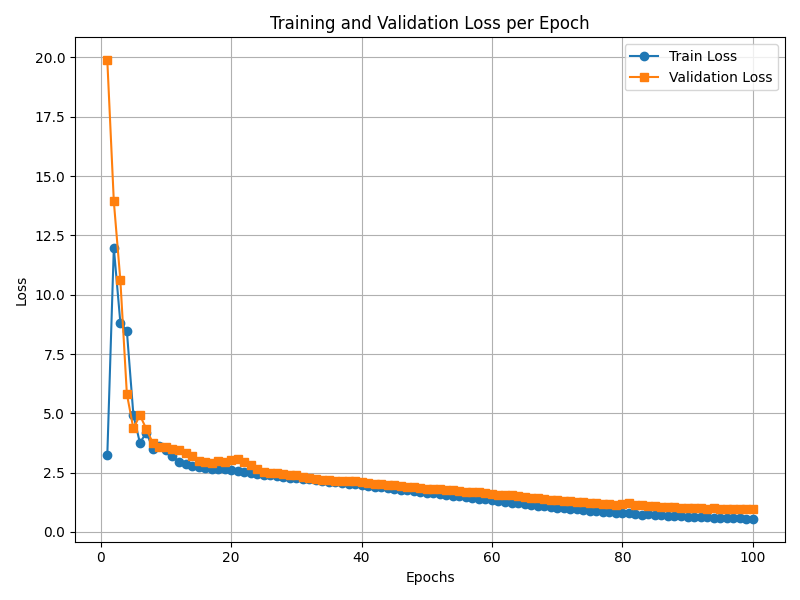 Training and Validation Loss per Epoch
Train Loss
Validation Loss
20.0
17.5
15.0
12.5
10.0
7.5
5.0
2.5
0.0
Loss
0 20 40 60 80 100
Epochs